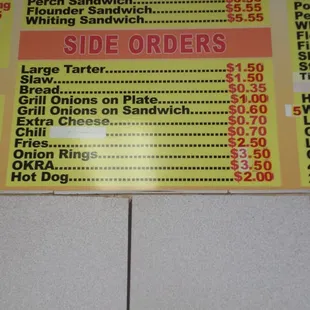 Perch Sandwich
Flounder Sandwich $5.55
Whiting Sandwich $5.55
SIDE ORDERS
Large Tarter $1.50
Slaw $1.50
Bread $0.35
Grill Onions on Plate $1.00
Grill Onions on Sandwich $0.60
Extra Cheese $0.70
Chili $0.70
Fries $2.50
Onion Rings $3.50
OKRA $3.50
Hot Dog $2.00